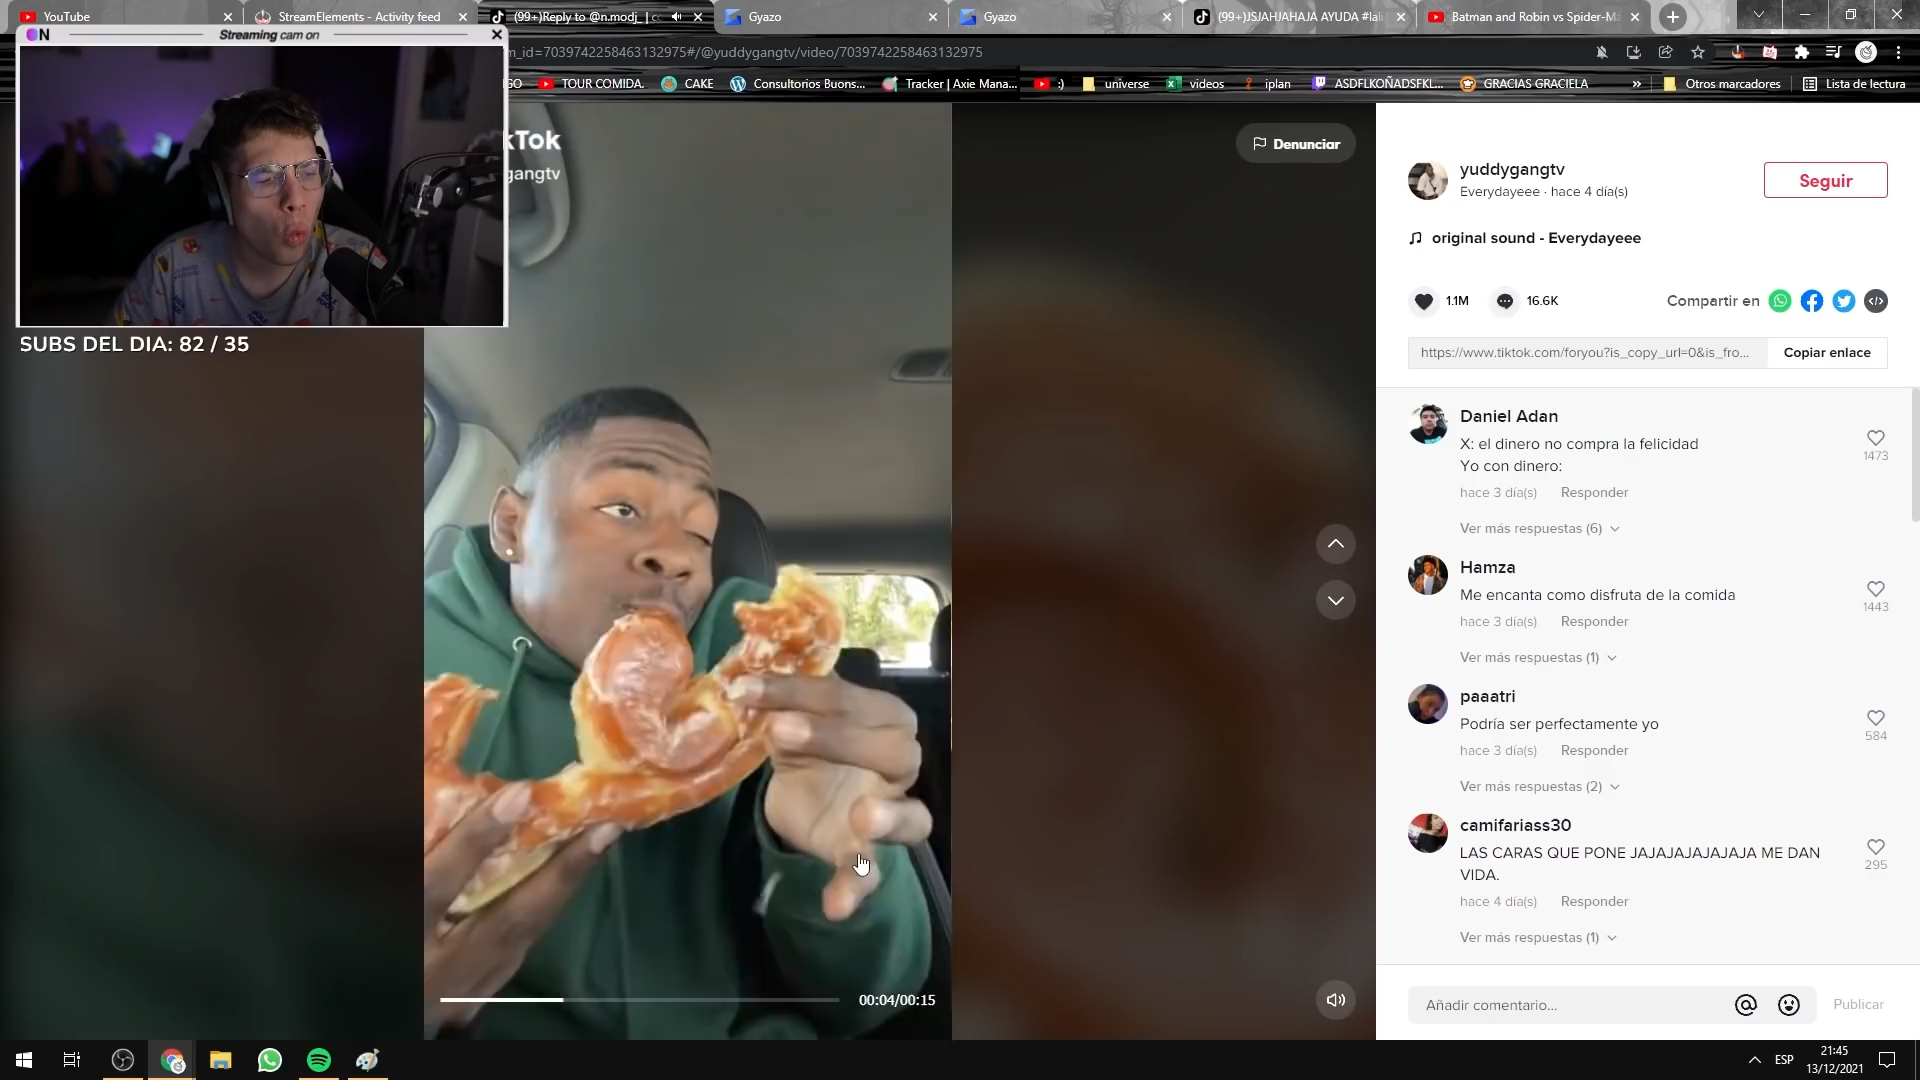 YouTube
StreamElements - Activity feed
(99+)Reply to @n.modj_ | c
Gyazo
Gyazo
(99+)JSJAHJAHAJA AYUDA #lali
Batman and Robin vs Spider-Ma
ON
Streaming cam on
m_id=7039742258463132975#/@yuddygangtv/video/7039742258463132975
GO
TOUR COMIDA.
CAKE
Consultorios Buons...
Tracker | Axie Mana...
:)
universe
videos
iplan
ASDFLKOÑADSFKL...
GRACIAS GRACIELA
»
Otros marcadores
Lista de lectura
kTok
gangtv
Denunciar
SUBS DEL DIA: 82 / 35
00:04/00:15
yuddygangtv
Everydayeee · hace 4 día(s)
Seguir
original sound - Everydayeee
1.1M
16.6K
Compartir en
https://www.tiktok.com/foryou?is_copy_url=0&is_fro...
Copiar enlace
Daniel Adan
X: el dinero no compra la felicidad
Yo con dinero:
1473
hace 3 día(s)
Responder
Ver más respuestas (6)
Hamza
Me encanta como disfruta de la comida
1443
hace 3 día(s)
Responder
Ver más respuestas (1)
paaatri
Podría ser perfectamente yo
584
hace 3 día(s)
Responder
Ver más respuestas (2)
camifariass30
LAS CARAS QUE PONE JAJAJAJAJAJAJA ME DAN
VIDA.
295
hace 4 día(s)
Responder
Ver más respuestas (1)
Añadir comentario...
Publicar
ESP
21:45
13/12/2021